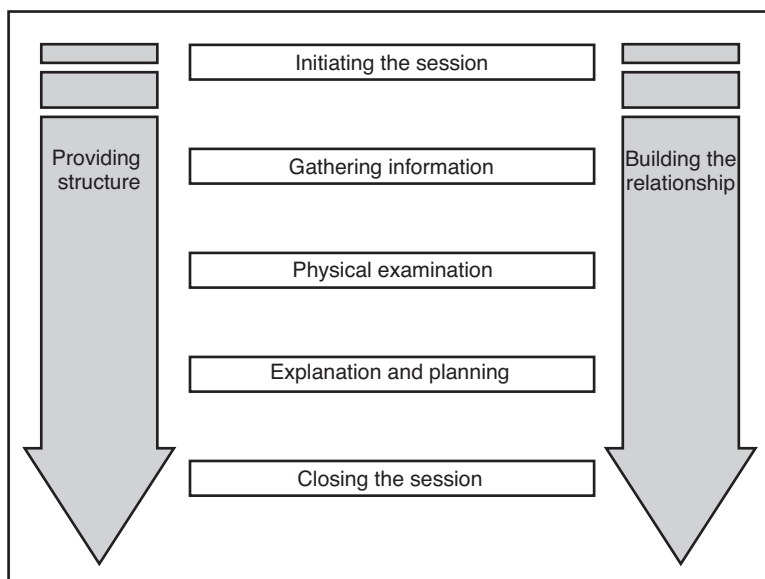 Initiating the session
Providing
structure
Gathering information
Building the
relationship
Physical examination
Explanation and planning
Closing the session